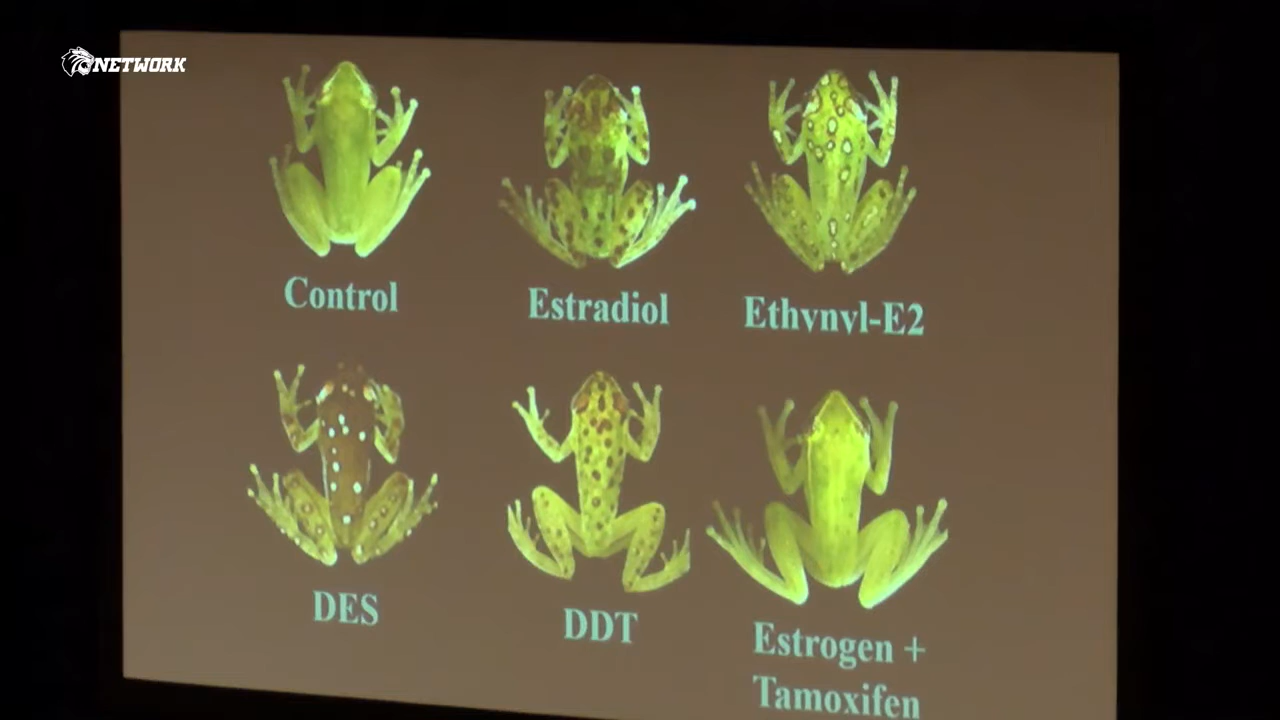 NETWORK
Control
Estradiol
Ethynyl-E2
DES
DDT
Estrogen +
Tamoxifen